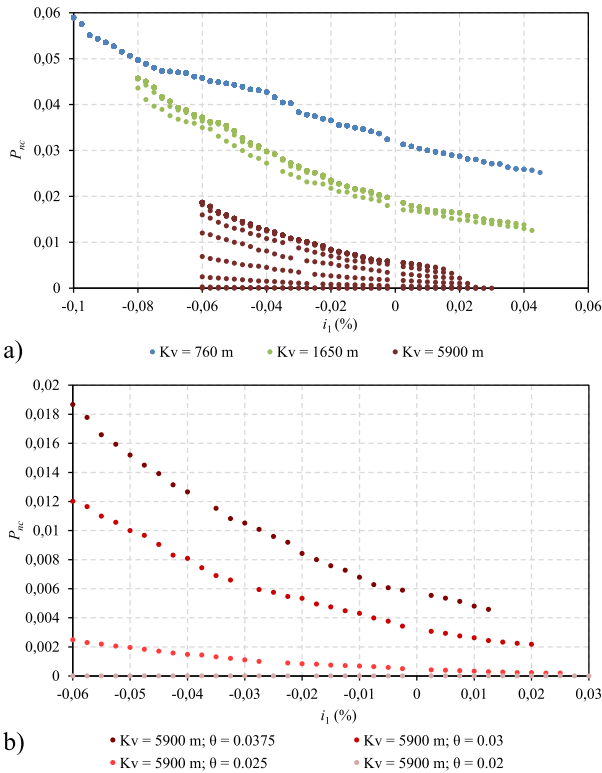 0,06
0,05
0,04
0,03
0,02
0,01
0
P_nc
-0,1 -0,08 -0,06 -0,04 -0,02 0 0,02 0,04 0,06
i_1 (%)
a)
Kv = 760 m Kv = 1650 m Kv = 5900 m
0,02
0,018
0,016
0,014
0,012
0,01
0,008
0,006
0,004
0,002
0
P_nc
-0,06 -0,05 -0,04 -0,03 -0,02 -0,01 0 0,01 0,02 0,03
i_1 (%)
b)
Kv = 5900 m; θ = 0.0375 Kv = 5900 m; θ = 0.03
Kv = 5900 m; θ = 0.025 Kv = 5900 m; θ = 0.02